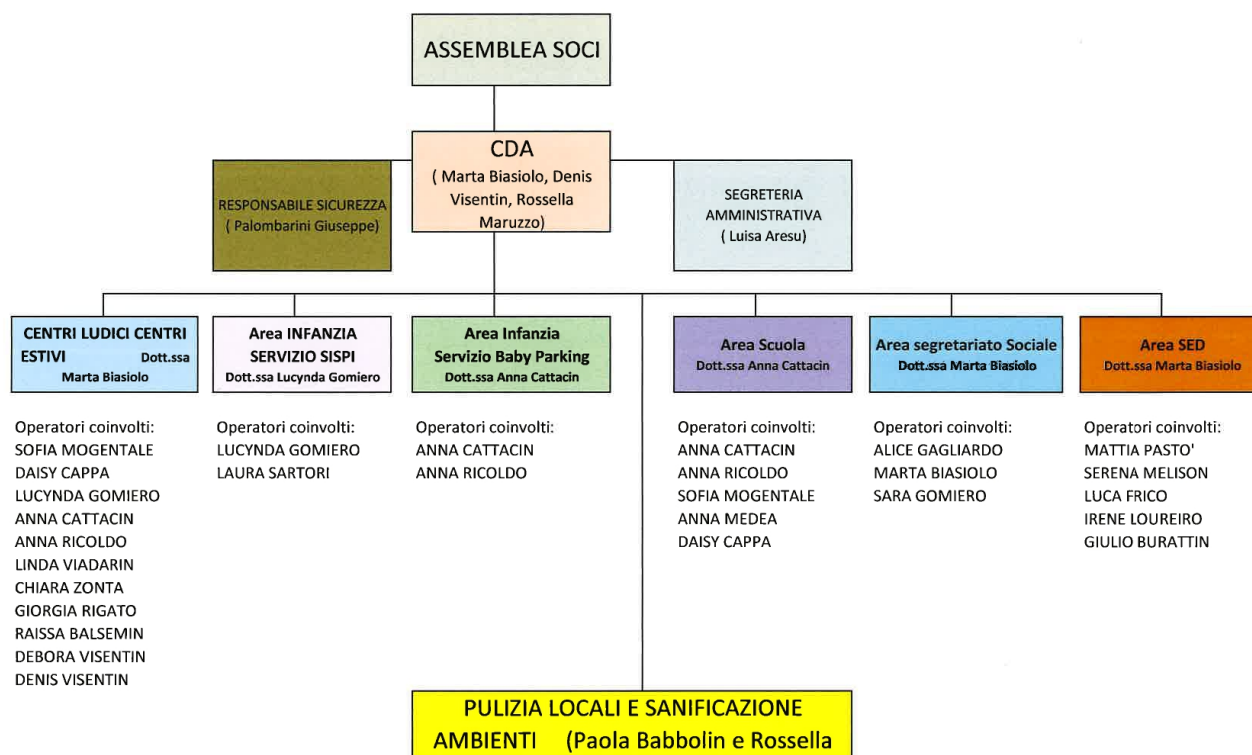 ASSEMBLEA SOCI
CDA
( Marta Biasiolo, Denis
Visentin, Rossella
Maruzzo)
RESPONSABILE SICUREZZA
( Palombarini Giuseppe)
SEGRETERIA
AMMINISTRATIVA
( Luisa Aresu)
CENTRI LUDICI CENTRI
ESTIVI Dott.ssa
Marta Biasiolo
Operatori coinvolti:
SOFIA MOGENTALE
DAISY CAPPA
LUCYNDA GOMIERO
ANNA CATTACIN
ANNA RICOLDO
LINDA VIADARIN
CHIARA ZONTA
GIORGIA RIGATO
RAISSA BALSEMIN
DEBORA VISENTIN
DENIS VISENTIN
Area INFANZIA
SERVIZIO SISPI
Dott.ssa Lucynda Gomiero
Operatori coinvolti:
LUCYNDA GOMIERO
LAURA SARTORI
Area Infanzia
Servizio Baby Parking
Dott.ssa Anna Cattacin
Operatori coinvolti:
ANNA CATTACIN
ANNA RICOLDO
Area Scuola
Dott.ssa Anna Cattacin
Operatori coinvolti:
ANNA CATTACIN
ANNA RICOLDO
SOFIA MOGENTALE
ANNA MEDEA
DAISY CAPPA
Area segretariato Sociale
Dott.ssa Marta Biasiolo
Operatori coinvolti:
ALICE GAGLIARDO
MARTA BIASIOLO
SARA GOMIERO
Area SED
Dott.ssa Marta Biasiolo
Operatori coinvolti:
MATTIA PASTO'
SERENA MELISON
LUCA FRICO
IRENE LOUREIRO
GIULIO BURATTIN
PULIZIA LOCALI E SANIFICAZIONE
AMBIENTI (Paola Babbolin e Rossella